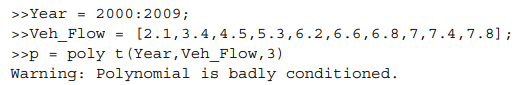 >>Year = 2000:2009;
>>Veh_Flow = [2.1,3.4,4.5,5.3,6.2,6.6,6.8,7,7.4,7.8];
>>p = poly t(Year,Veh_Flow,3)
Warning: Polynomial is badly conditioned.